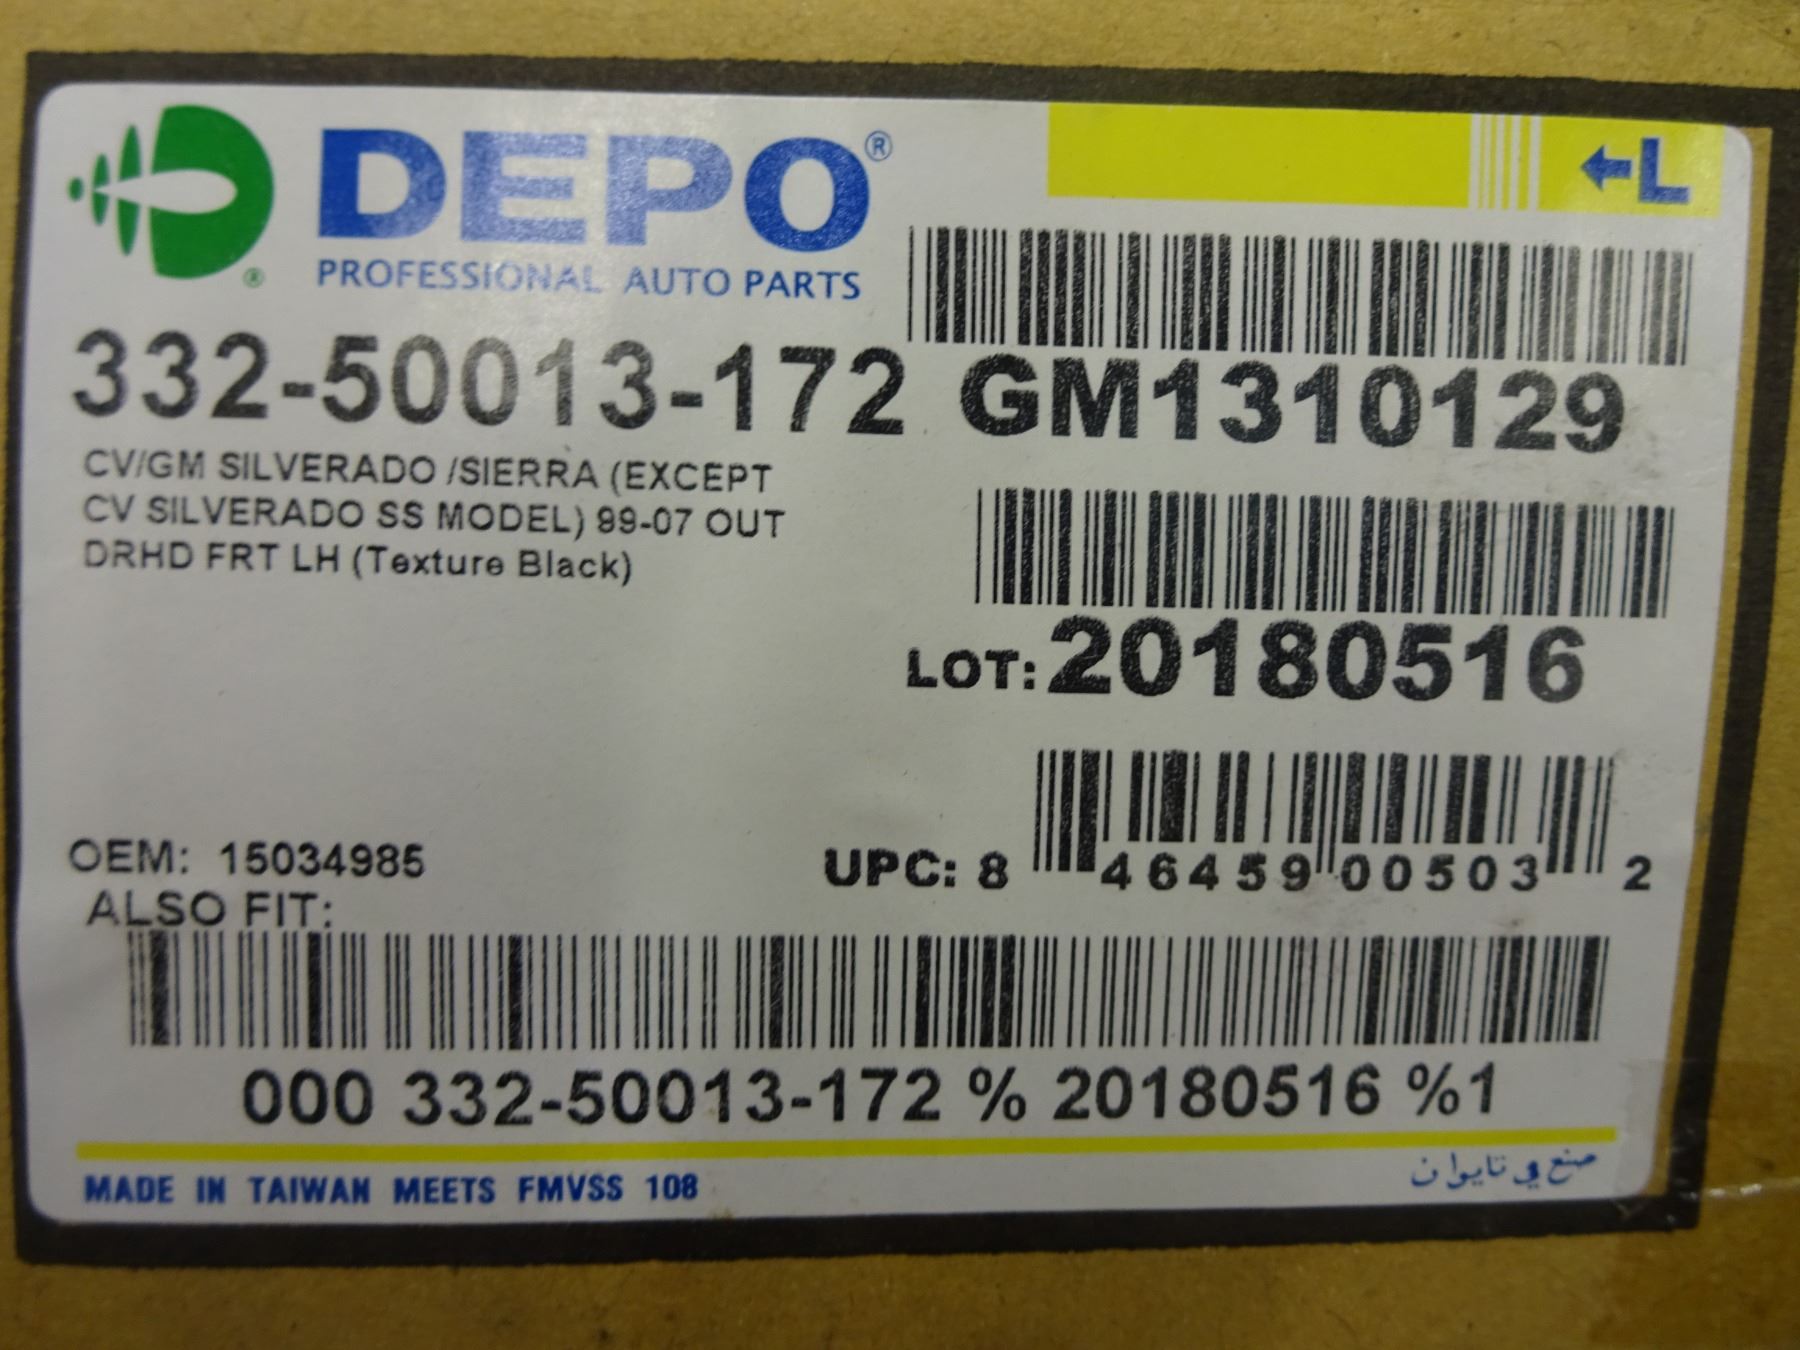 DEPO®
PROFESSIONAL AUTO PARTS
®
←L
332-50013-172 GM1310129
CV/GM SILVERADO /SIERRA (EXCEPT
CV SILVERADO SS MODEL) 99-07 OUT
DRHD FRT LH (Texture Black)
LOT: 20180516
OEM: 15034985
UPC: 8 46459 00503 2
ALSO FIT:
000 332-50013-172 % 20180516 %1
MADE IN TAIWAN MEETS FMVSS 108
صنع في تايوان